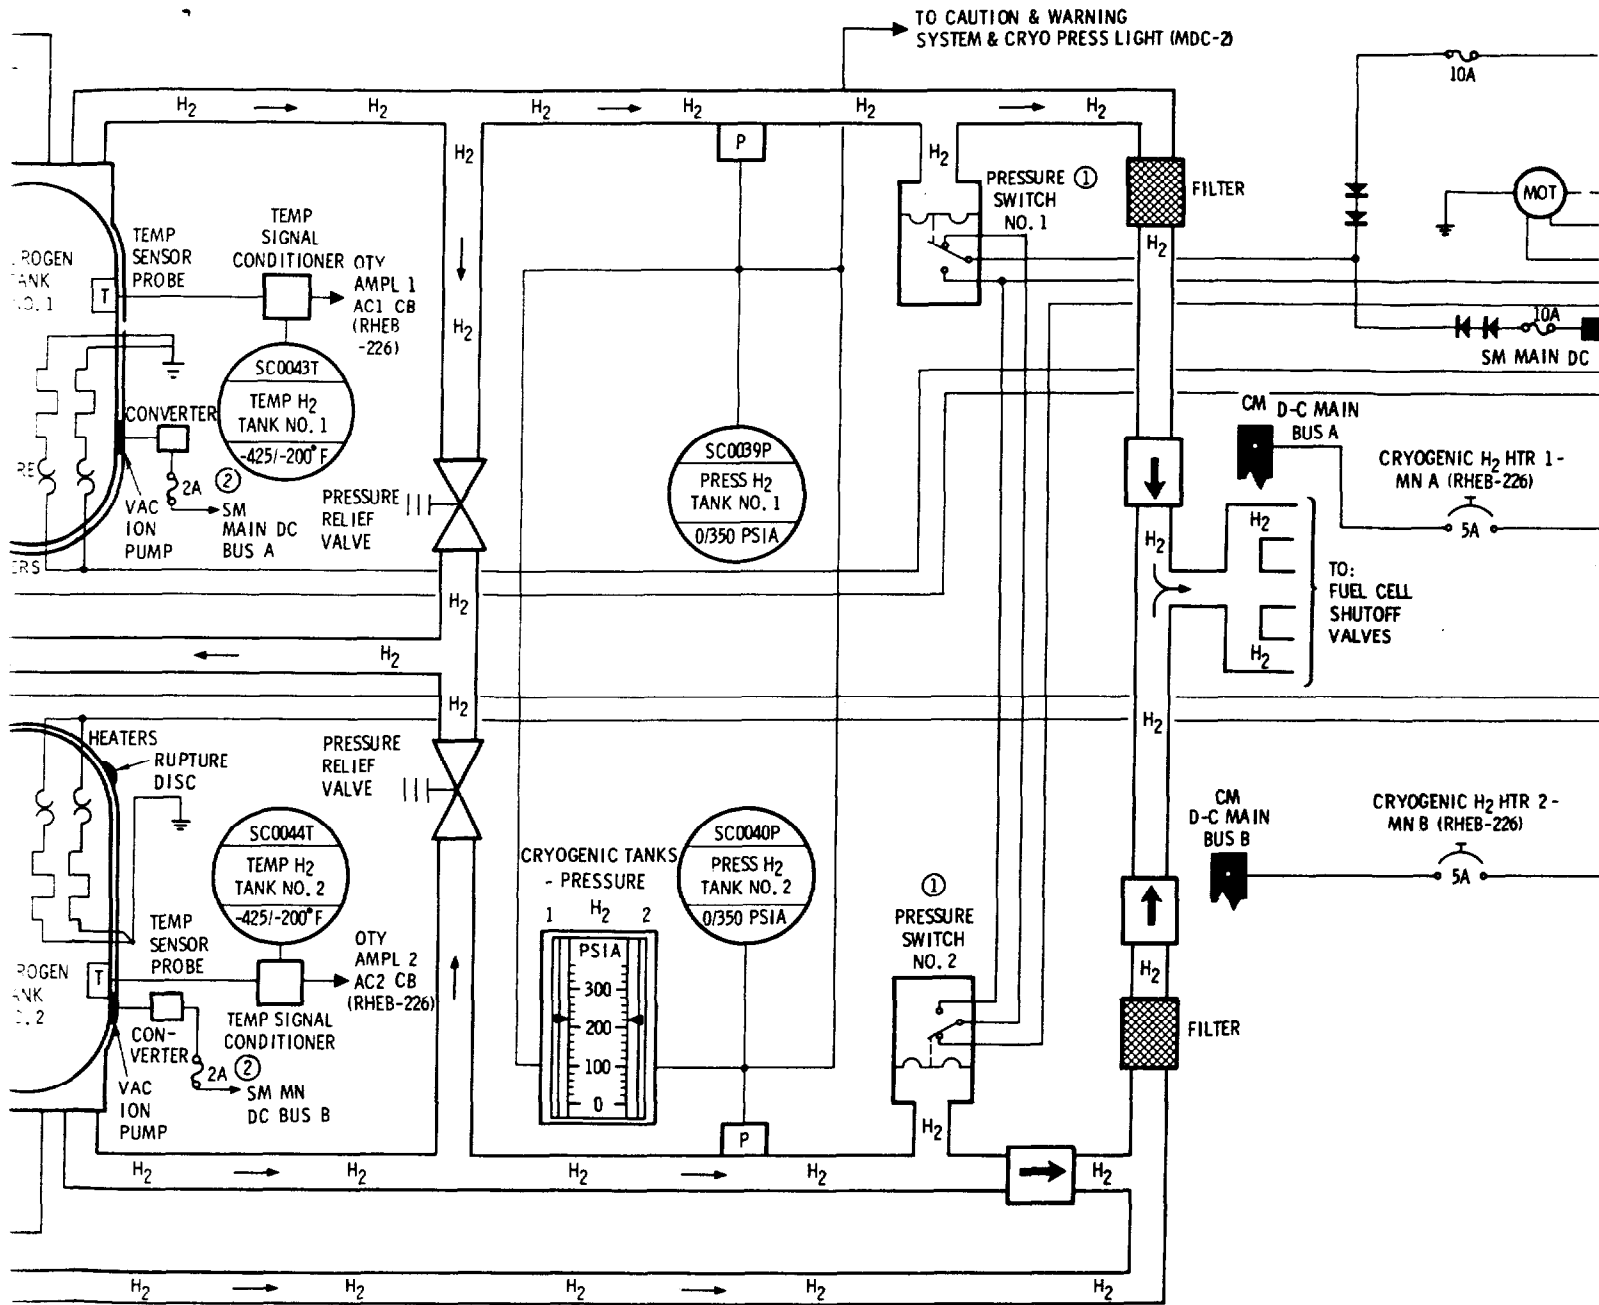 TO CAUTION & WARNING
SYSTEM & CRYO PRESS LIGHT (MDC-2)
10A
H2 H2 H2 H2 H2 H2
H2
P
H2
PRESSURE ①
SWITCH
NO. 1
FILTER
MOT
H2
TEMP
SENSOR
PROBE
TEMP
SIGNAL
CONDITIONER
QTY
AMPL 1
AC1 CB
(RHEB
-226)
ROGEN
TANK
NO. 1
T
H2
10A
SM MAIN DC
SC0043T
TEMP H2
TANK NO. 1
-425/-200°F
CONVERTER
2A
②
SM
MAIN DC
BUS A
VAC
ION
PUMP
ERS
PRESSURE
RELIEF
VALVE
SC0039P
PRESS H2
TANK NO. 1
0/350 PSIA
CM
D-C MAIN
BUS A
CRYOGENIC H2 HTR 1-
MN A (RHEB-226)
5A
H2
H2
H2
TO:
FUEL CELL
SHUTOFF
VALVES
H2
H2
H2
H2
HEATERS
RUPTURE
DISC
PRESSURE
RELIEF
VALVE
SC0044T
TEMP H2
TANK NO. 2
-425/-200°F
CRYOGENIC TANKS
- PRESSURE
1 H2 2
PSIA
300
200
100
0
SC0040P
PRESS H2
TANK NO. 2
0/350 PSIA
①
PRESSURE
SWITCH
NO. 2
CM
D-C MAIN
BUS B
CRYOGENIC H2 HTR 2-
MN B (RHEB-226)
5A
TEMP
SENSOR
PROBE
QTY
AMPL 2
AC2 CB
(RHEB-226)
ROGEN
ANK
T
CON-
VERTER
TEMP SIGNAL
CONDITIONER
2A
②
SM MN
DC BUS B
VAC
ION
PUMP
H2
FILTER
H2
P
H2 H2 H2 H2 H2
H2 H2 H2 H2 H2